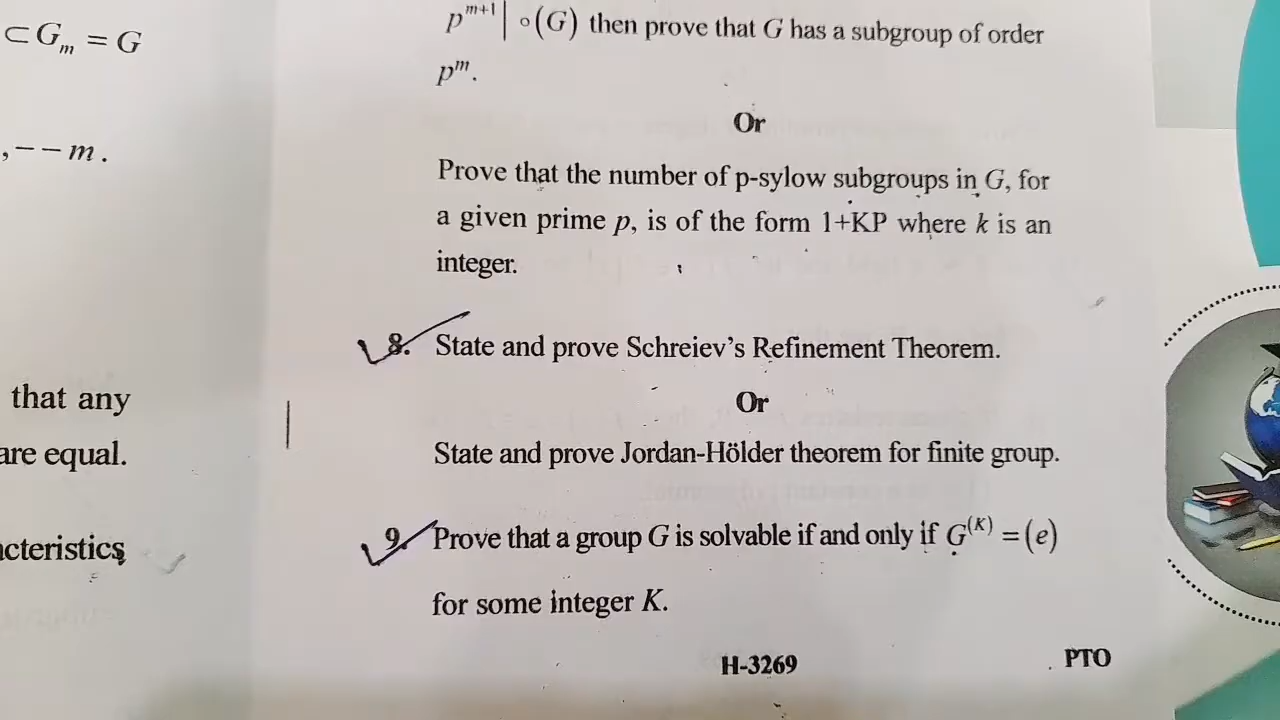 ⊂ G_m = G
, – – m .
that any
are equal.
p^{m+1} | ∘(G) then prove that G has a subgroup of order
p^m.
Or
Prove that the number of p-sylow subgroups in G, for
a given prime p, is of the form 1+KP where k is an
integer.
8. State and prove Schreiev's Refinement Theorem.
Or
State and prove Jordan-Hölder theorem for finite group.
9. Prove that a group G is solvable if and only if G^{(K)} = (e)
for some integer K.
H-3269
PTO